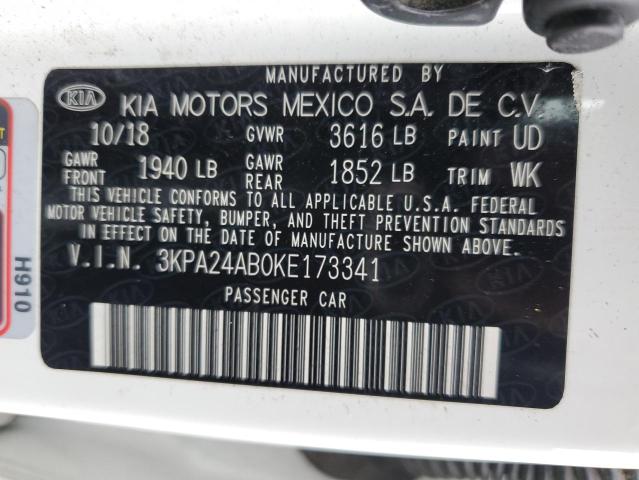 MANUFACTURED BY
KIA KIA MOTORS MEXICO S.A. DE C.V.
10/18 GVWR 3616 LB PAINT UD
GAWR FRONT 1940 LB GAWR REAR 1852 LB TRIM WK
THIS VEHICLE CONFORMS TO ALL APPLICABLE U.S.A. FEDERAL
MOTOR VEHICLE SAFETY, BUMPER, AND THEFT PREVENTION STANDARDS
IN EFFECT ON THE DATE OF MANUFACTURE SHOWN ABOVE.
V.I.N. 3KPA24AB0KE173341
PASSENGER CAR
H910